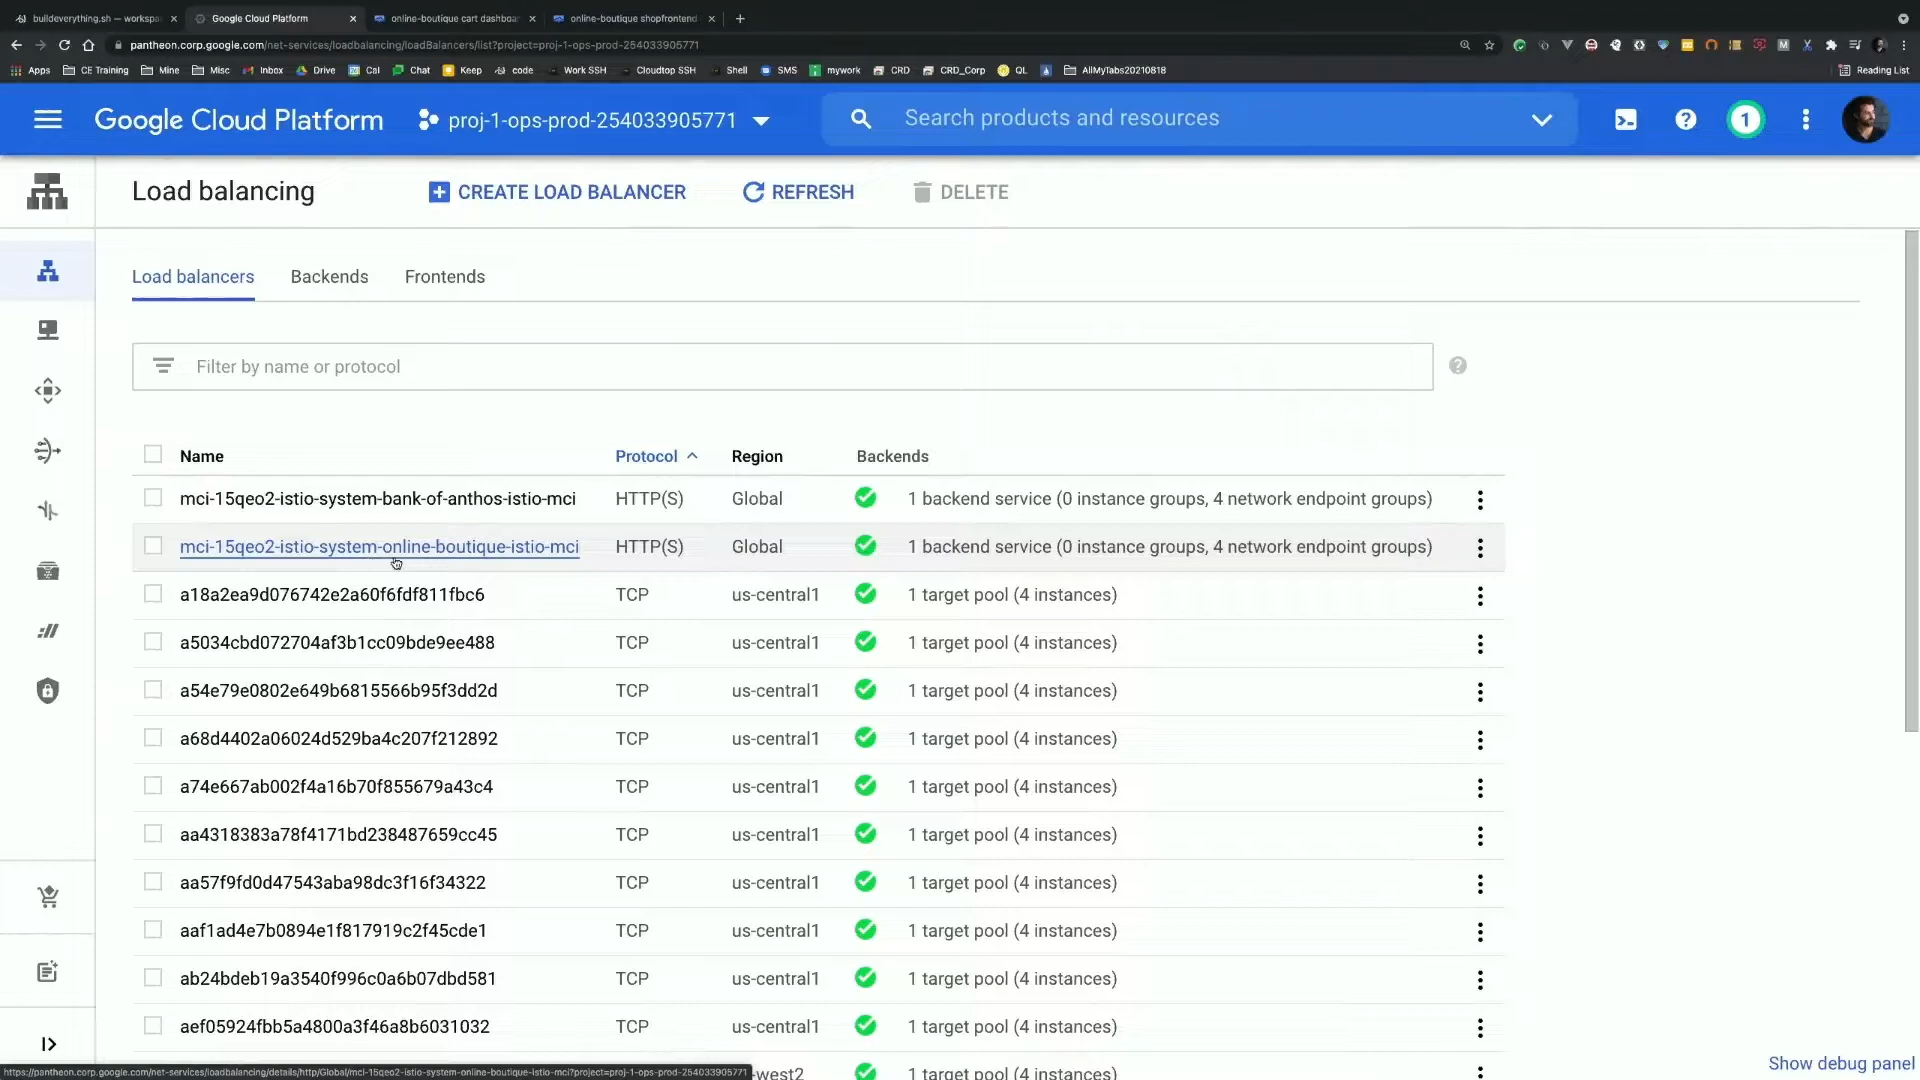 buildeverything.sh — workspa
Google Cloud Platform
online-boutique cart dashboa
online-boutique shopfrontend
pantheon.corp.google.com/net-services/loadbalancing/loadBalancers/list?project=proj-1-ops-prod-254033905771
Apps CE Training Mine Misc Inbox Drive Cal Chat Keep code Work SSH Cloudtop SSH Shell SMS mywork CRD CRD_Corp QL AllMyTabs20210818 Reading List
Google Cloud Platform proj-1-ops-prod-254033905771 Search products and resources 1
Load balancing CREATE LOAD BALANCER REFRESH DELETE
Load balancers Backends Frontends
Filter by name or protocol
Name Protocol Region Backends
mci-15qeo2-istio-system-bank-of-anthos-istio-mci HTTP(S) Global 1 backend service (0 instance groups, 4 network endpoint groups)
mci-15qeo2-istio-system-online-boutique-istio-mci HTTP(S) Global 1 backend service (0 instance groups, 4 network endpoint groups)
a18a2ea9d076742e2a60f6fdf811fbc6 TCP us-central1 1 target pool (4 instances)
a5034cbd072704af3b1cc09bde9ee488 TCP us-central1 1 target pool (4 instances)
a54e79e0802e649b6815566b95f3dd2d TCP us-central1 1 target pool (4 instances)
a68d4402a06024d529ba4c207f212892 TCP us-central1 1 target pool (4 instances)
a74e667ab002f4a16b70f855679a43c4 TCP us-central1 1 target pool (4 instances)
aa4318383a78f4171bd238487659cc45 TCP us-central1 1 target pool (4 instances)
aa57f9fd0d47543aba98dc3f16f34322 TCP us-central1 1 target pool (4 instances)
aaf1ad4e7b0894e1f817919c2f45cde1 TCP us-central1 1 target pool (4 instances)
ab24bdeb19a3540f996c0a6b07dbd581 TCP us-central1 1 target pool (4 instances)
aef05924fbb5a4800a3f46a8b6031032 TCP us-central1 1 target pool (4 instances)
-west2 1 target pool (4 instances)
Show debug panel
https://pantheon.corp.google.com/net-services/loadbalancing/details/http/Global/mci-15qeo2-istio-system-online-boutique-istio-mci?project=proj-1-ops-prod-254033905771